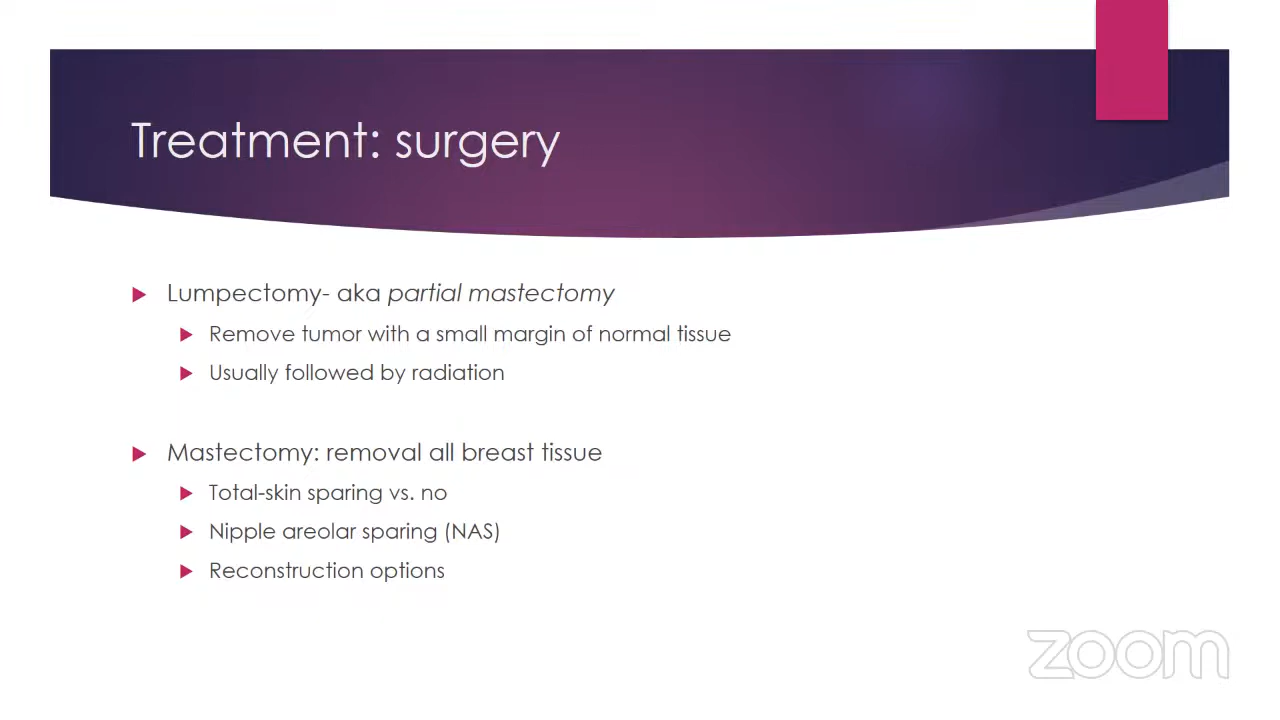 Treatment: surgery
Lumpectomy- aka partial mastectomy
Remove tumor with a small margin of normal tissue
Usually followed by radiation
Mastectomy: removal all breast tissue
Total-skin sparing vs. no
Nipple areolar sparing (NAS)
Reconstruction options
zoom